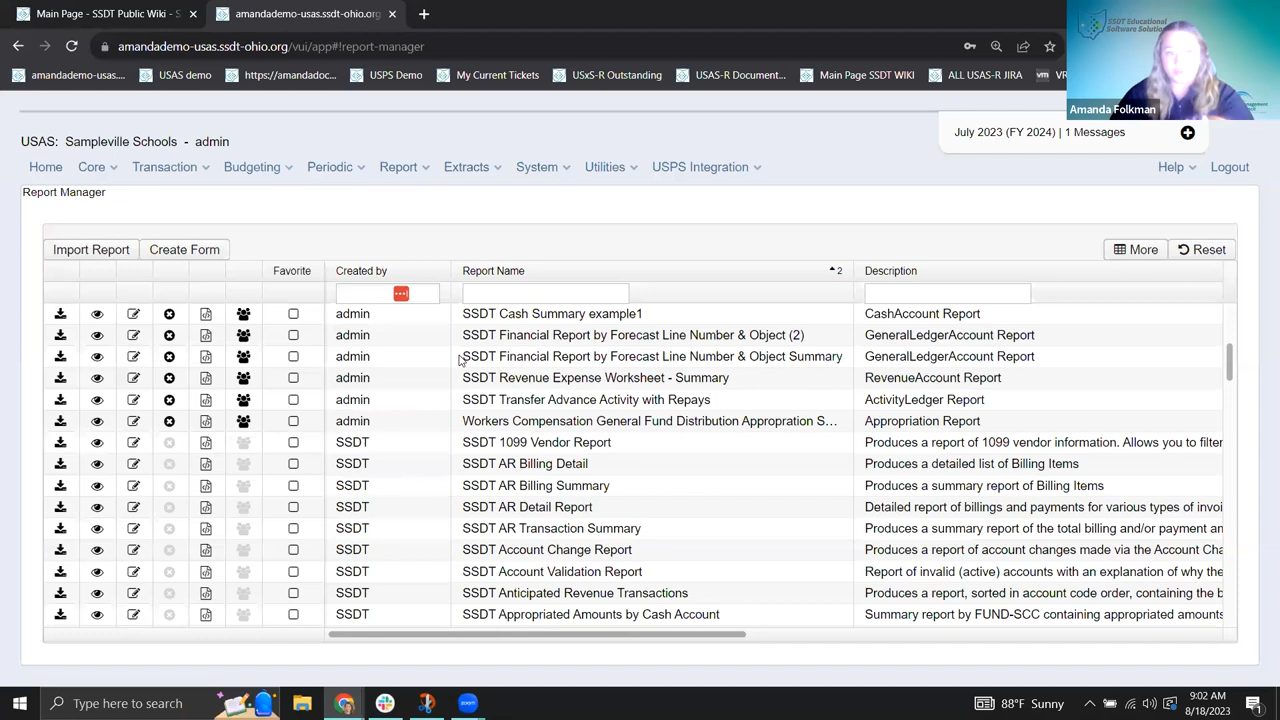 Main Page - SSDT Public Wiki - S
amandademo-usas.ssdt-ohio.org
amandademo-usas.ssdt-ohio.org/vui/app#!report-manager
amandademo-usas....
USAS demo
https://amandadoc...
USPS Demo
My Current Tickets
USxS-R Outstanding
USAS-R Document...
Main Page SSDT WIKI
ALL USAS-R JIRA
vm VR
SSDT Educational
Software Solutions
Amanda Folkman
July 2023 (FY 2024) | 1 Messages
USAS: Sampleville Schools - admin
Home Core Transaction Budgeting Periodic Report Extracts System Utilities USPS Integration Help Logout
Report Manager
Import Report Create Form More Reset
Favorite Created by Report Name 2 Description
admin SSDT Cash Summary example1 CashAccount Report
admin SSDT Financial Report by Forecast Line Number & Object (2) GeneralLedgerAccount Report
admin SSDT Financial Report by Forecast Line Number & Object Summary GeneralLedgerAccount Report
admin SSDT Revenue Expense Worksheet - Summary RevenueAccount Report
admin SSDT Transfer Advance Activity with Repays ActivityLedger Report
admin Workers Compensation General Fund Distribution Appropration S... Appropriation Report
SSDT SSDT 1099 Vendor Report Produces a report of 1099 vendor information. Allows you to filter
SSDT SSDT AR Billing Detail Produces a detailed list of Billing Items
SSDT SSDT AR Billing Summary Produces a summary report of Billing Items
SSDT SSDT AR Detail Report Detailed report of billings and payments for various types of invoi
SSDT SSDT AR Transaction Summary Produces a summary report of the total billing and/or payment an
SSDT SSDT Account Change Report Produces a report of account changes made via the Account Cha
SSDT SSDT Account Validation Report Report of invalid (active) accounts with an explanation of why the
SSDT SSDT Anticipated Revenue Transactions Produces a report, sorted in account code order, containing the b
SSDT SSDT Appropriated Amounts by Cash Account Summary report by FUND-SCC containing appropriated amounts
Type here to search
88°F Sunny
9:02 AM
8/18/2023
1